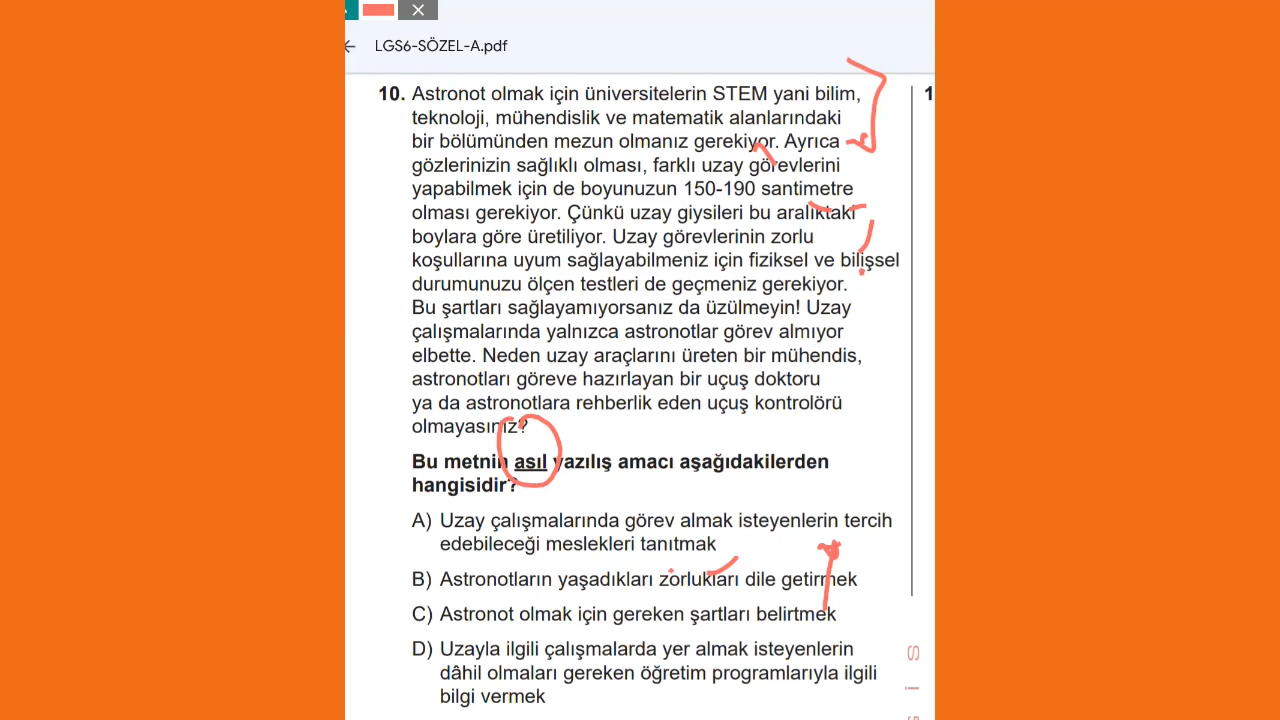 LGS6-SÖZEL-A.pdf
10. Astronot olmak için üniversitelerin STEM yani bilim,
teknoloji, mühendislik ve matematik alanlarındaki
bir bölümünden mezun olmanız gerekiyor. Ayrıca
gözlerinizin sağlıklı olması, farklı uzay görevlerini
yapabilmek için de boyunuzun 150-190 santimetre
olması gerekiyor. Çünkü uzay giysileri bu aralıktaki
boylara göre üretiliyor. Uzay görevlerinin zorlu
koşullarına uyum sağlayabilmeniz için fiziksel ve bilişsel
durumunuzu ölçen testleri de geçmeniz gerekiyor.
Bu şartları sağlayamıyorsanız da üzülmeyin! Uzay
çalışmalarında yalnızca astronotlar görev almıyor
elbette. Neden uzay araçlarını üreten bir mühendis,
astronotları göreve hazırlayan bir uçuş doktoru
ya da astronotlara rehberlik eden uçuş kontrolörü
olmayasınız?
Bu metnin asıl yazılış amacı aşağıdakilerden
hangisidir?
A) Uzay çalışmalarında görev almak isteyenlerin tercih
edebileceği meslekleri tanıtmak
B) Astronotların yaşadıkları zorlukları dile getirmek
C) Astronot olmak için gereken şartları belirtmek
D) Uzayla ilgili çalışmalarda yer almak isteyenlerin
dâhil olmaları gereken öğretim programlarıyla ilgili
bilgi vermek
1